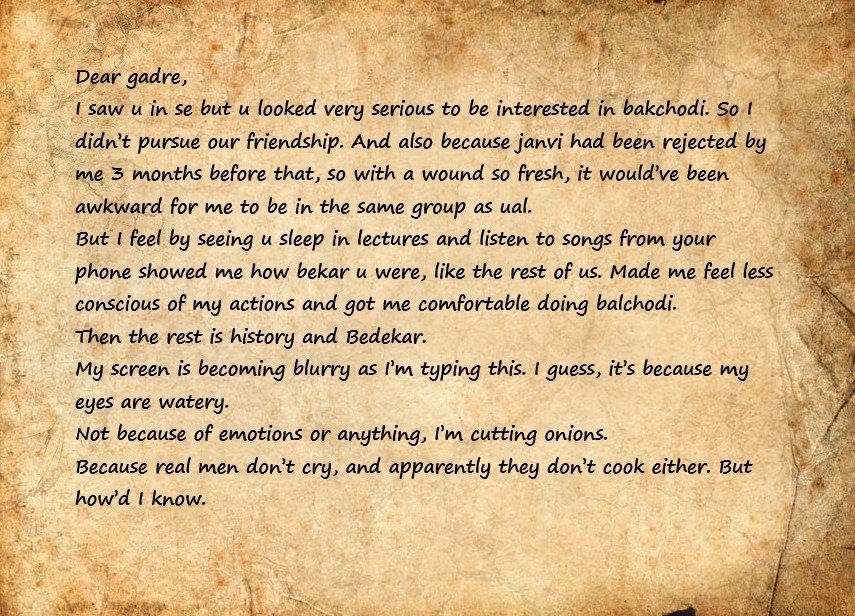 Dear gadre,
I saw u in se but u looked very serious to be interested in bakchodi. So I
didn't pursue our friendship. And also because janvi had been rejected by
me 3 months before that, so with a wound so fresh, it would've been
awkward for me to be in the same group as ual.
But I feel by seeing u sleep in lectures and listen to songs from your
phone showed me how bekar u were, like the rest of us. Made me feel less
conscious of my actions and got me comfortable doing balchodi.
Then the rest is history and Bedekar.
My screen is becoming blurry as I'm typing this. I guess, it's because my
eyes are watery.
Not because of emotions or anything, I'm cutting onions.
Because real men don't cry, and apparently they don't cook either. But
how'd I know.